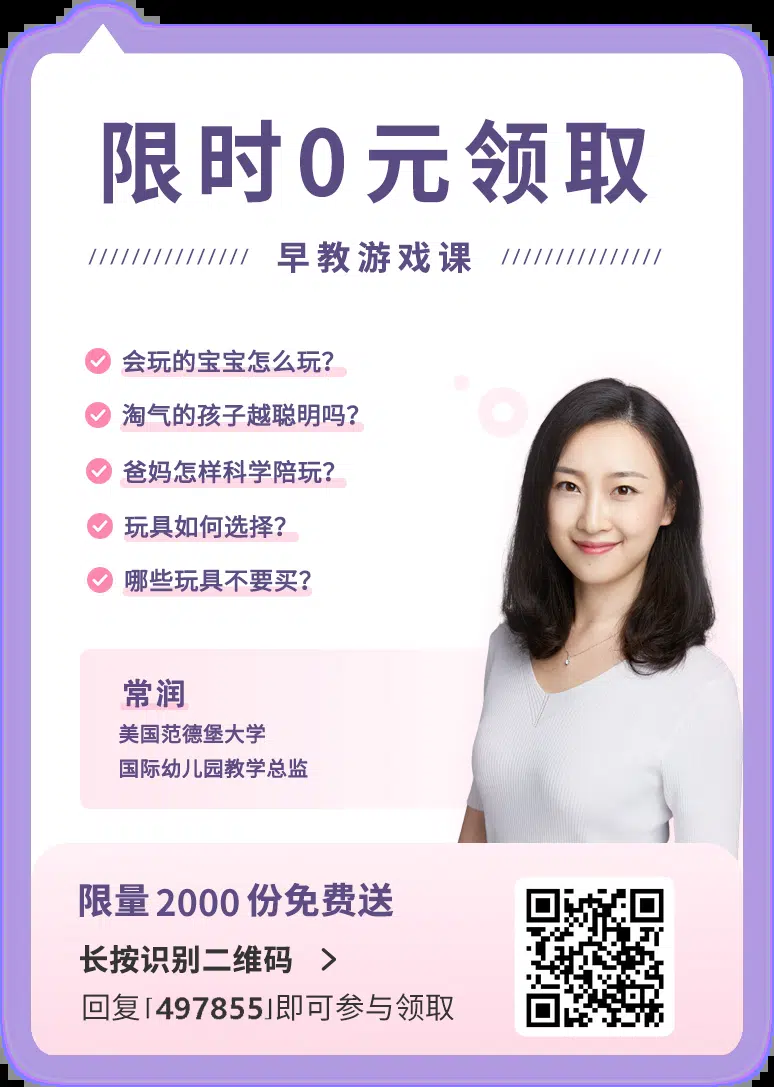 限时0元领取
早教游戏课
会玩的宝宝怎么玩？
淘气的孩子越聪明吗？
爸妈怎样科学陪玩？
玩具如何选择？
哪些玩具不要买？
常润
美国范德堡大学
国际幼儿园教学总监
限量2000份免费送
长按识别二维码 >
回复「497855」即可参与领取